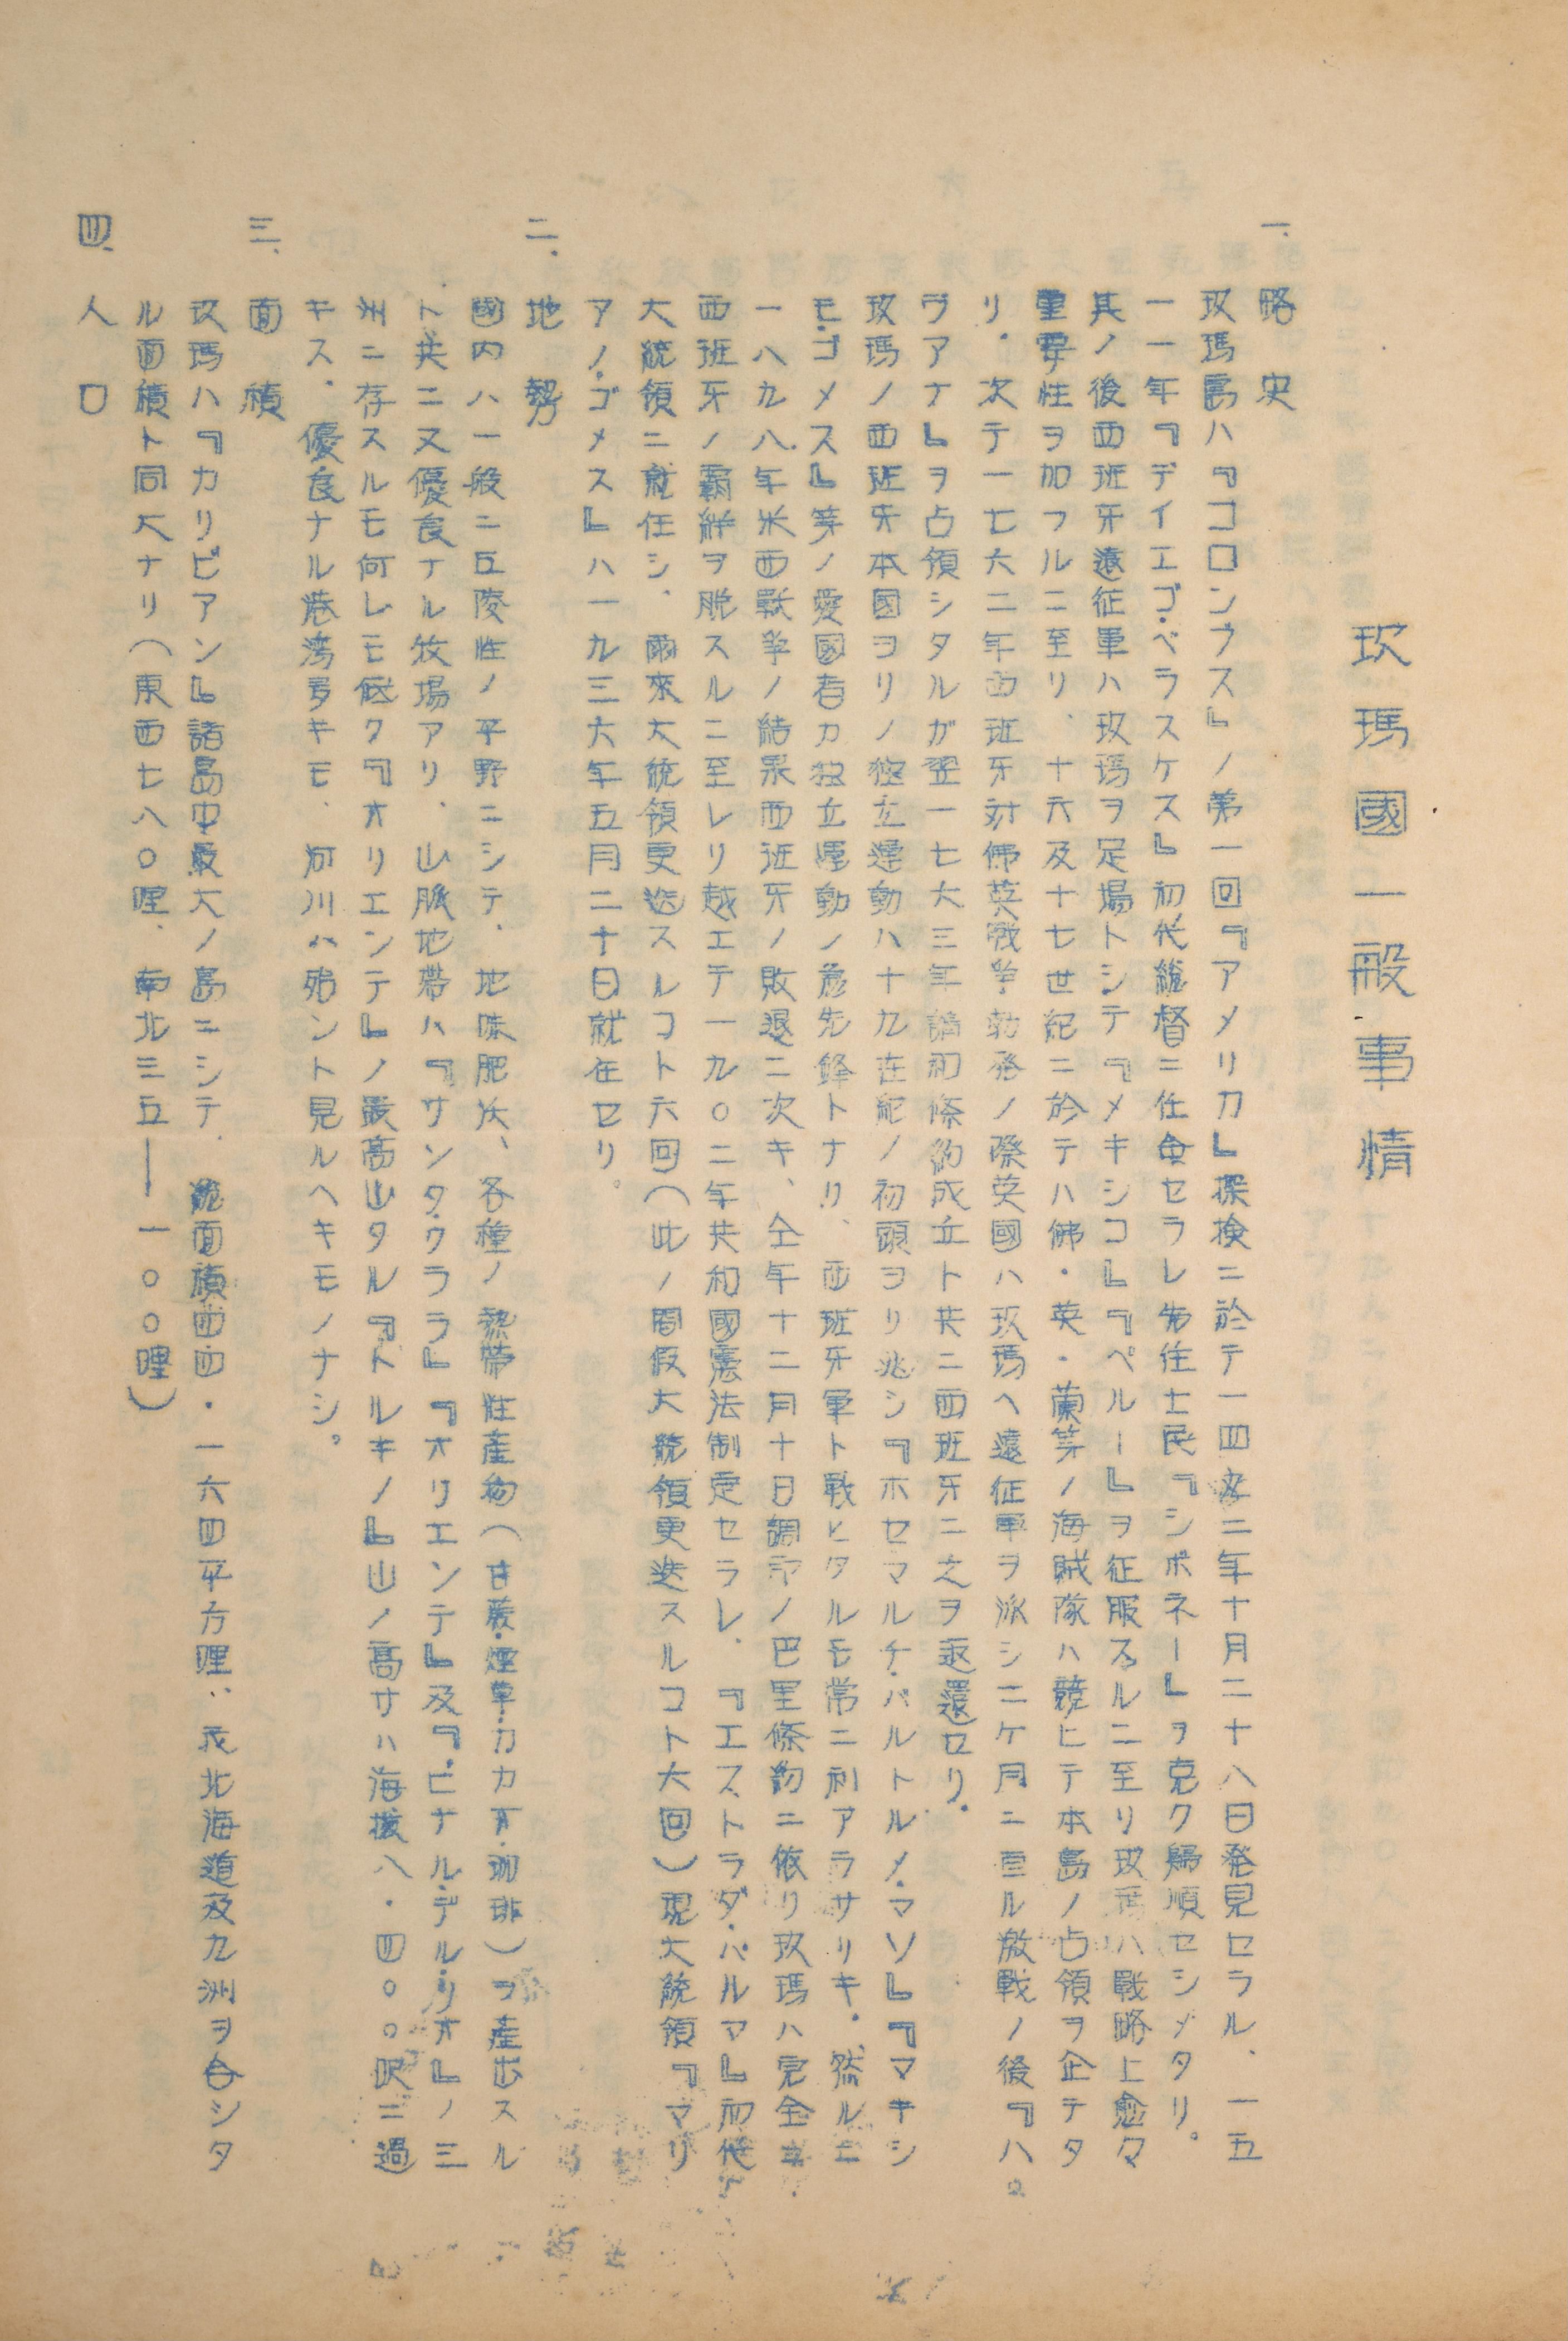 玖瑪國一般事情
一、略史
玖瑪島ハ『コロンヴス』ノ第一回『アメリカ』探検ニ於テ一四九二年十月二十八日発見セラル、一五
一一年『デイエゴ・ベラスケス』初代総督ニ任命セラレ先住土民『シボネー』ヲ克ク歸順セシメタリ。
其ノ後西班牙遠征軍ハ玖瑪ヲ足場トシテ『メキシコ』『ペルー』ヲ征服スルニ至リ玖瑪ハ戰略上愈々
重要性ヲ加フルニ至リ、十六及十七世紀ニ於テハ佛・英・蘭等ノ海賊隊ハ競ヒテ本島ノ占領ヲ企テタ
リ。次テ一七六二年西班牙対佛英戰爭勃発ノ際英國ハ玖瑪ヘ遠征軍ヲ派シ二ケ月ニ亘ル激戰ノ後『ハ
ヴアナ』ヲ占領シタルガ翌一七六三年講和條約成立ト共ニ西班牙ニ之ヲ返還セリ。
玖瑪ノ西班牙本國ヨリノ独立運動ハ十九世紀ノ初頭ヨリ兆シ『ホセマルチ・バルトルメ・マソ』『マキシ
モ・ゴメス』等ノ愛國者カ独立運動ノ急先鋒トナリ、西班牙軍ト戰ヒタルモ常ニ利アラサリキ。然ルニ
一八九八年米西戰争ノ結果西班牙ノ敗退ニ次キ、仝年十二月十日調印ノ巴里條約ニ依リ玖瑪ハ完全ニ
西班牙ノ覇絆ヲ脱スルニ至レリ越エテ一九〇二年共和國憲法制定セラレ、『エストラダ・パルマ』初代
大統領ニ就任シ、爾來大統領更迭スルコト六回（此ノ間假大統領更迭スルコト六回）現大統領『マリ
アノ・ゴメス』ハ一九三六年五月二十日就任セリ。
二、地勢
國内ハ一般ニ丘陵性ノ平野ニシテ、地味肥沃、各種ノ熱帯性産物（甘蔗・煙草・カカオ・珈琲）ヲ産出スル
ト共ニ又優良ナル牧場アリ、山脈地帯ハ『サンタ・クララ』『オリエンテ』及『ピナル・デル・リオ』ノ三
州ニ存スルモ何レモ低ク『オリエンテ』ノ最高山タル『トルキノ』山ノ高サハ海抜八・四〇〇呎ニ過
キス。優良ナル港湾多キモ、河川ハ殆ント見ルヘキモノナシ。
三、面積
玖瑪ハ『カリビアン』諸島中最大ノ島ニシテ、総面積四四・一六四平方哩、我北海道及九洲ヲ合シタ
ル面積ト同大ナリ（東西七八〇哩、南北三五―一〇〇哩）
四、人口